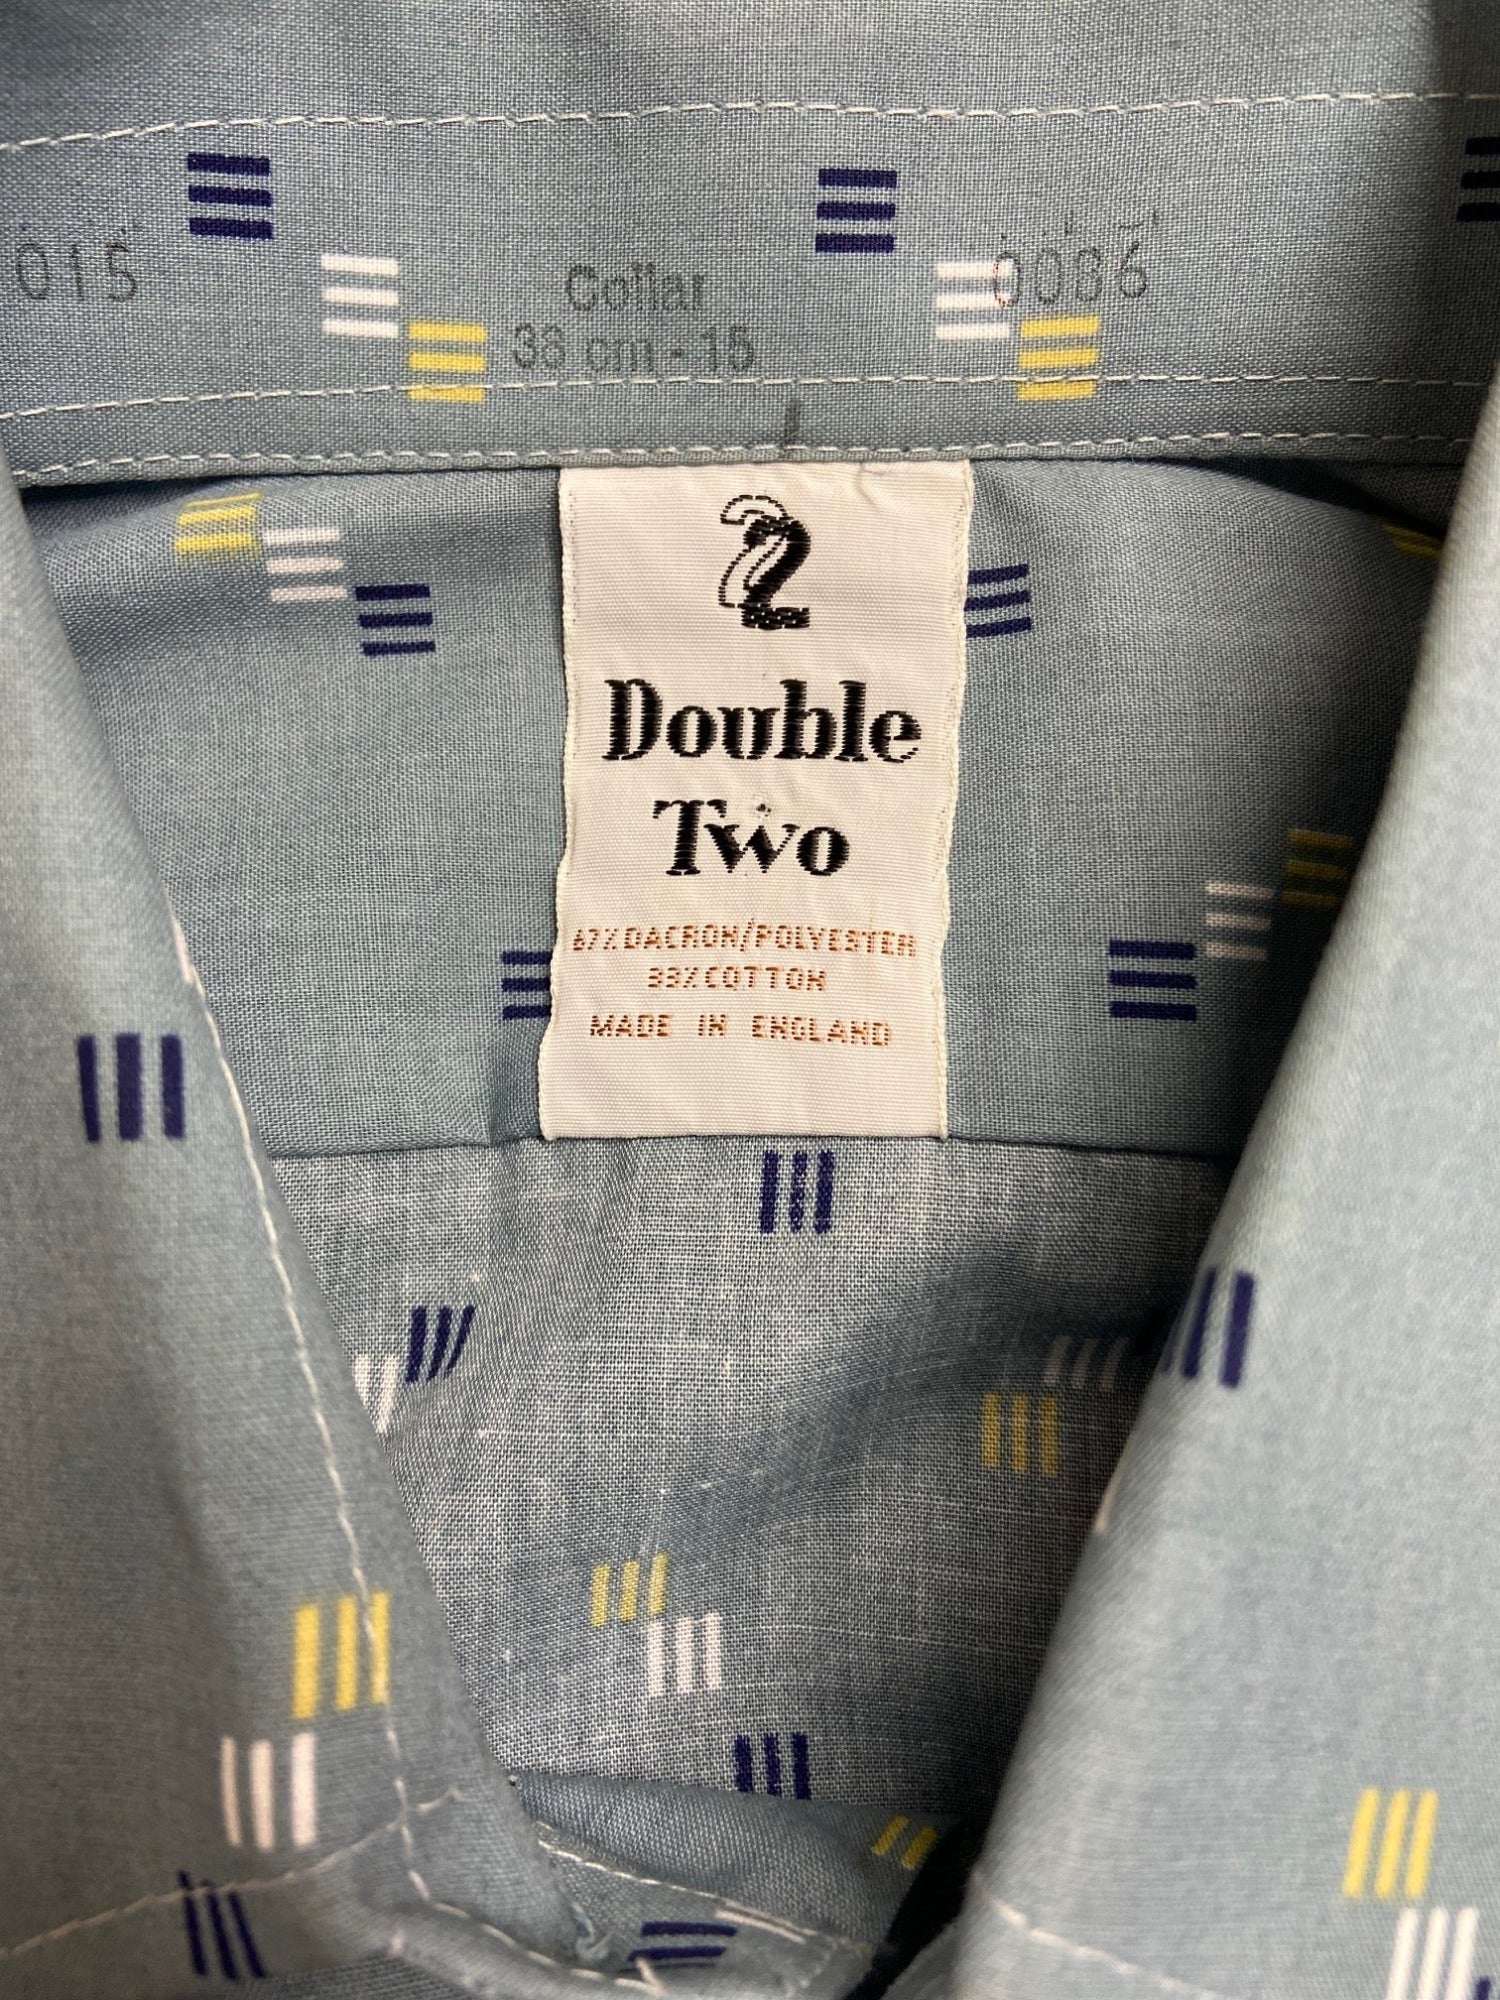 015
Collar
38 cm - 15
0086
2
Double
Two
67% DACRON/POLYESTER
33% COTTON
MADE IN ENGLAND